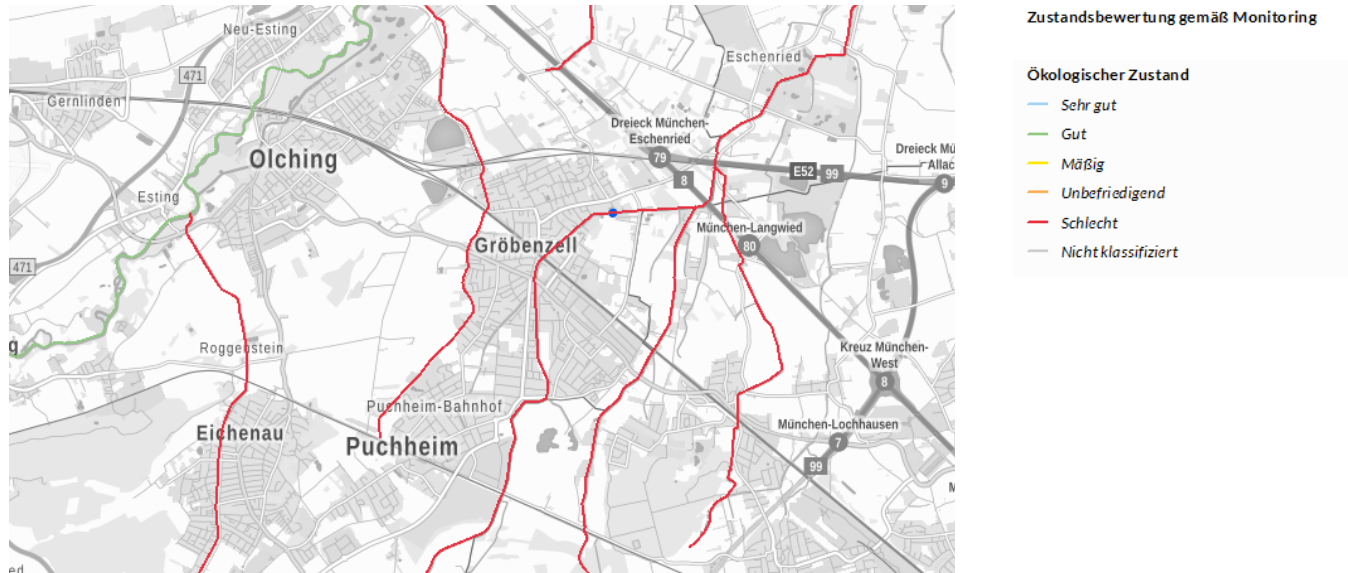 Neu-Esting
471
Gernlinden
Olching
Esting
471
g
Roggenstein
Eichenau
Puchheim-Bahnhof
Puchheim
Gröbenzell
Eschenried
Dreieck München-
Eschenried
79
8
E52
99
Dreieck Mü
Allac
9
München-Langwied
80
Kreuz München-
West
8
München-Lochhausen
7
99
M
ed
Zustandsbewertung gemäß Monitoring
Ökologischer Zustand
Sehr gut
Gut
Mäßig
Unbefriedigend
Schlecht
Nicht klassifiziert